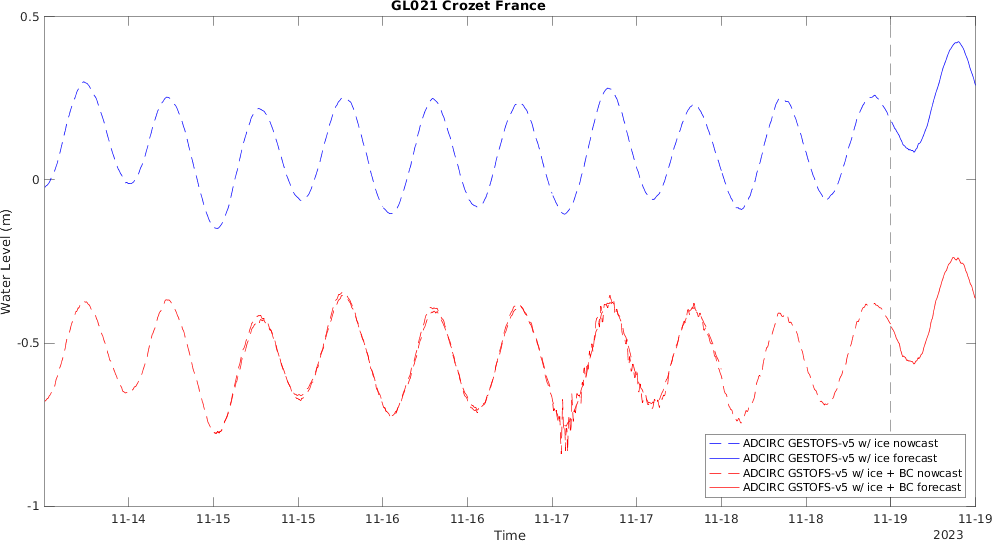 GL021 Crozet France
0.5
0
-0.5
-1
Water Level (m)
11-14
11-15
11-15
11-16
11-16
11-17
11-17
11-18
11-18
11-19
11-19
Time
2023
ADCIRC GESTOFS-v5 w/ ice nowcast
ADCIRC GESTOFS-v5 w/ ice forecast
ADCIRC GSTOFS-v5 w/ ice + BC nowcast
ADCIRC GSTOFS-v5 w/ ice + BC forecast